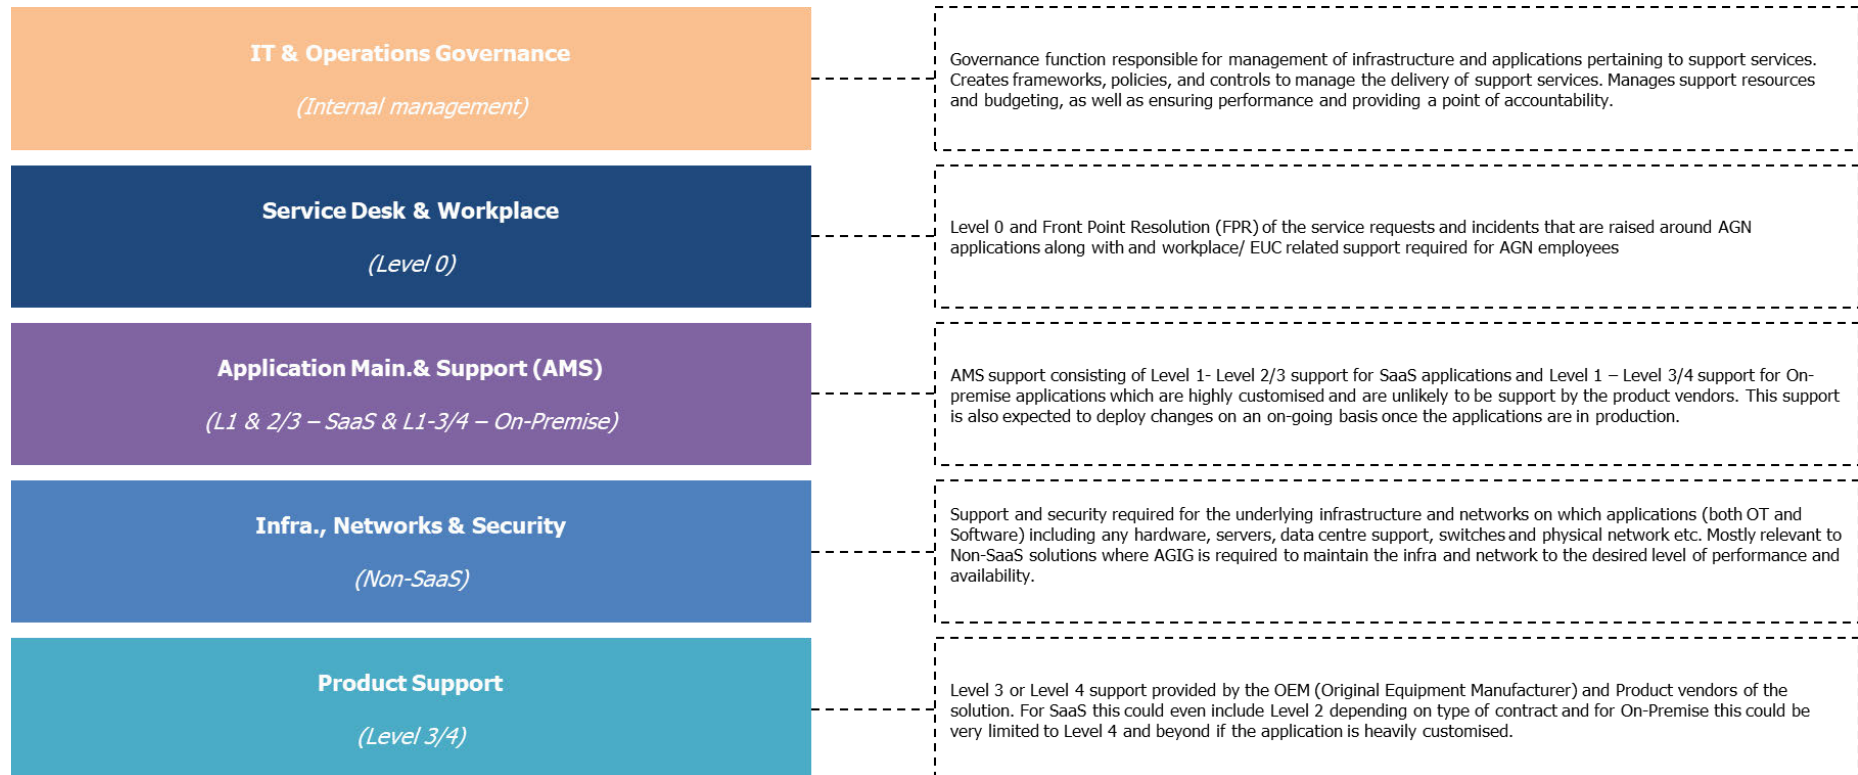 IT & Operations Governance
(Internal management)
Governance function responsible for management of infrastructure and applications pertaining to support services.
Creates frameworks, policies, and controls to manage the delivery of support services. Manages support resources
and budgeting, as well as ensuring performance and providing a point of accountability.
Service Desk & Workplace
(Level 0)
Level 0 and Front Point Resolution (FPR) of the service requests and incidents that are raised around AGN
applications along with and workplace/ EUC related support required for AGN employees
Application Main.& Support (AMS)
(L1 & 2/3 – SaaS & L1-3/4 – On-Premise)
AMS support consisting of Level 1- Level 2/3 support for SaaS applications and Level 1 – Level 3/4 support for On-
premise applications which are highly customised and are unlikely to be support by the product vendors. This support
is also expected to deploy changes on an on-going basis once the applications are in production.
Infra., Networks & Security
(Non-SaaS)
Support and security required for the underlying infrastructure and networks on which applications (both OT and
Software) including any hardware, servers, data centre support, switches and physical network etc. Mostly relevant to
Non-SaaS solutions where AGIG is required to maintain the infra and network to the desired level of performance and
availability.
Product Support
(Level 3/4)
Level 3 or Level 4 support provided by the OEM (Original Equipment Manufacturer) and Product vendors of the
solution. For SaaS this could even include Level 2 depending on type of contract and for On-Premise this could be
very limited to Level 4 and beyond if the application is heavily customised.